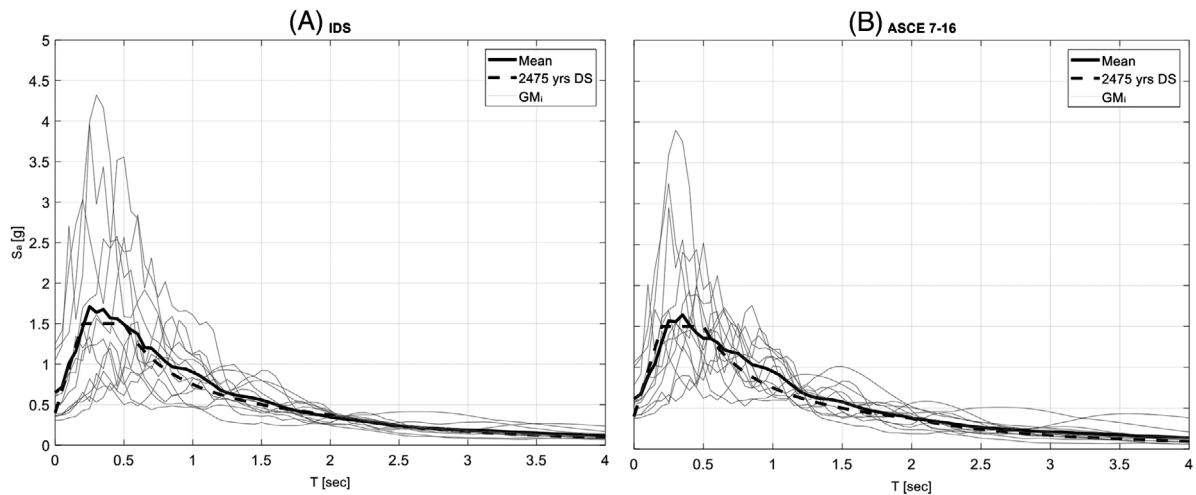 (A) IDS
Mean
2475 yrs DS
GMi
5
4.5
4
3.5
3
2.5
2
1.5
1
0.5
0
Sa [g]
0 0.5 1 1.5 2 2.5 3 3.5 4
T [sec]
(B) ASCE 7-16
Mean
2475 yrs DS
GMi
0 0.5 1 1.5 2 2.5 3 3.5 4
T [sec]